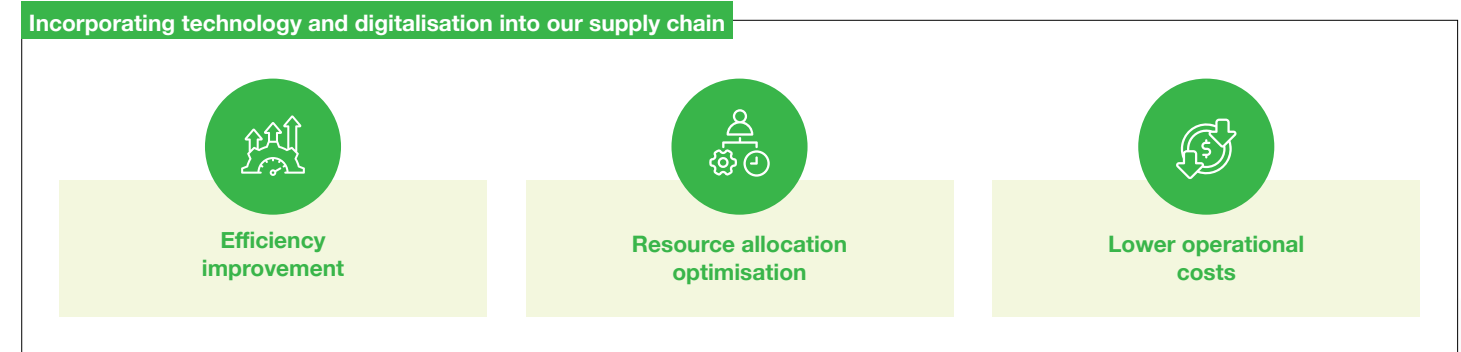 Incorporating technology and digitalisation into our supply chain
Efficiency
improvement
Resource allocation
optimisation
$
Lower operational
costs